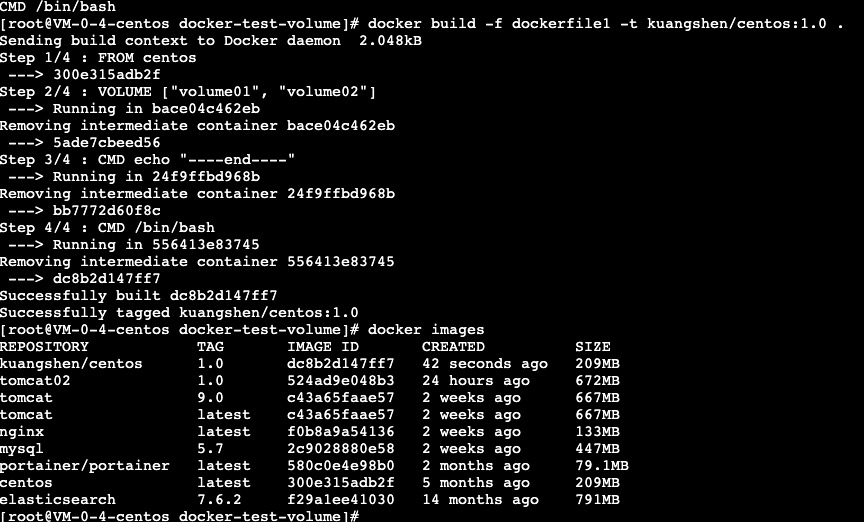 CMD /bin/bash
[root@VM-0-4-centos docker-test-volume]# docker build -f dockerfile1 -t kuangshen/centos:1.0 .
Sending build context to Docker daemon  2.048kB
Step 1/4 : FROM centos
 ---> 300e315adb2f
Step 2/4 : VOLUME ["volume01", "volume02"]
 ---> Running in bace04c462eb
Removing intermediate container bace04c462eb
 ---> 5ade7cbeed56
Step 3/4 : CMD echo "----end----"
 ---> Running in 24f9ffbd968b
Removing intermediate container 24f9ffbd968b
 ---> bb7772d60f8c
Step 4/4 : CMD /bin/bash
 ---> Running in 556413e83745
Removing intermediate container 556413e83745
 ---> dc8b2d147ff7
Successfully built dc8b2d147ff7
Successfully tagged kuangshen/centos:1.0
[root@VM-0-4-centos docker-test-volume]# docker images
REPOSITORY            TAG       IMAGE ID       CREATED          SIZE
kuangshen/centos      1.0       dc8b2d147ff7   42 seconds ago   209MB
tomcat02              1.0       524ad9e048b3   24 hours ago     672MB
tomcat                9.0       c43a65faae57   2 weeks ago      667MB
tomcat                latest    c43a65faae57   2 weeks ago      667MB
nginx                 latest    f0b8a9a54136   2 weeks ago      133MB
mysql                 5.7       2c9028880e58   2 weeks ago      447MB
portainer/portainer   latest    580c0e4e98b0   2 months ago     79.1MB
centos                latest    300e315adb2f   5 months ago     209MB
elasticsearch         7.6.2     f29a1ee41030   14 months ago    791MB
[root@VM-0-4-centos docker-test-volume]#